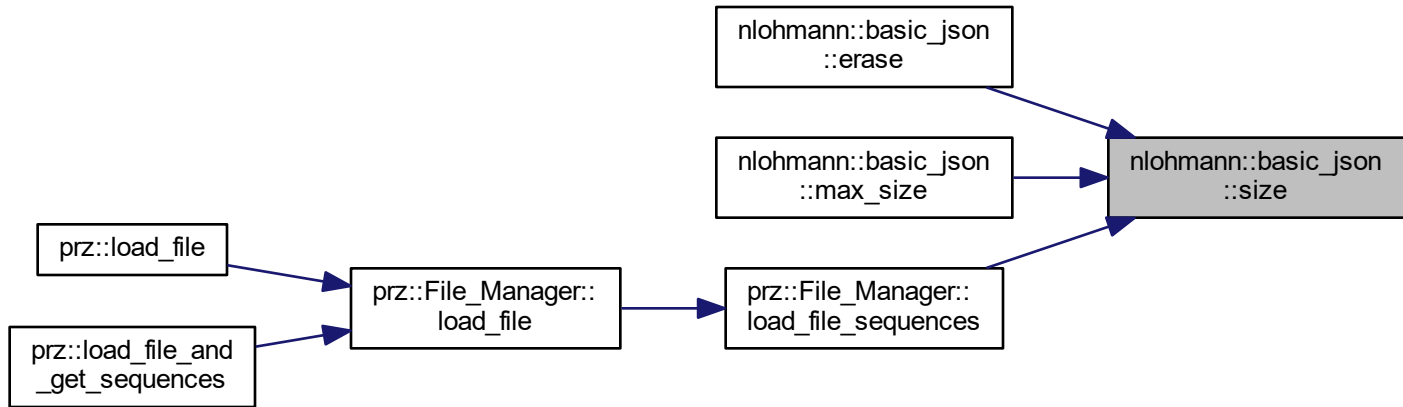 nlohmann::basic_json
::erase
nlohmann::basic_json
::max_size
nlohmann::basic_json
::size
prz::load_file
prz::File_Manager::
load_file
prz::File_Manager::
load_file_sequences
prz::load_file_and
_get_sequences